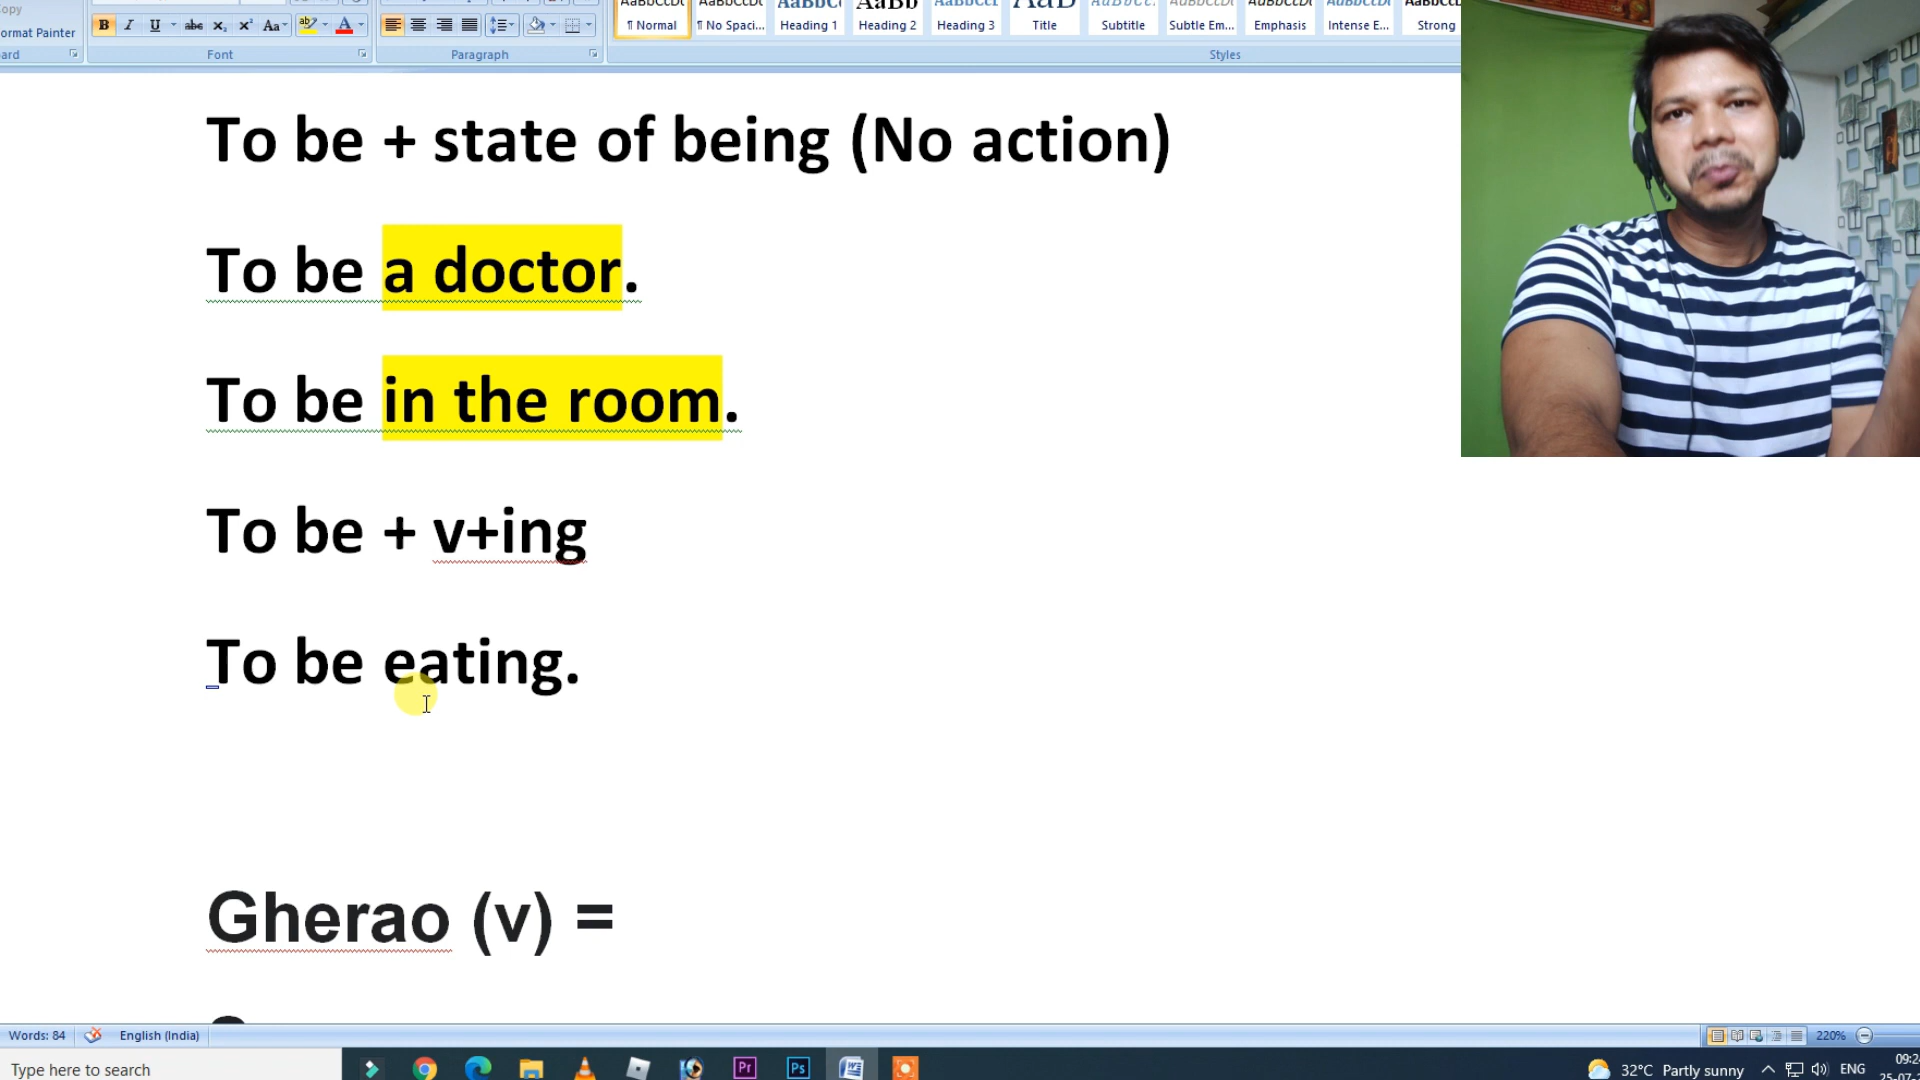 Copy
Format Painter
Font
Paragraph
Styles
¶ Normal
¶ No Spaci...
Heading 1
Heading 2
Heading 3
Title
Subtitle
Subtle Em...
Emphasis
Intense E...
Strong
To be + state of being (No action)
To be a doctor.
To be in the room.
To be + v+ing
To be eating.
Gherao (v) =
Words: 84
English (India)
220%
Type here to search
32°C Partly sunny
ENG